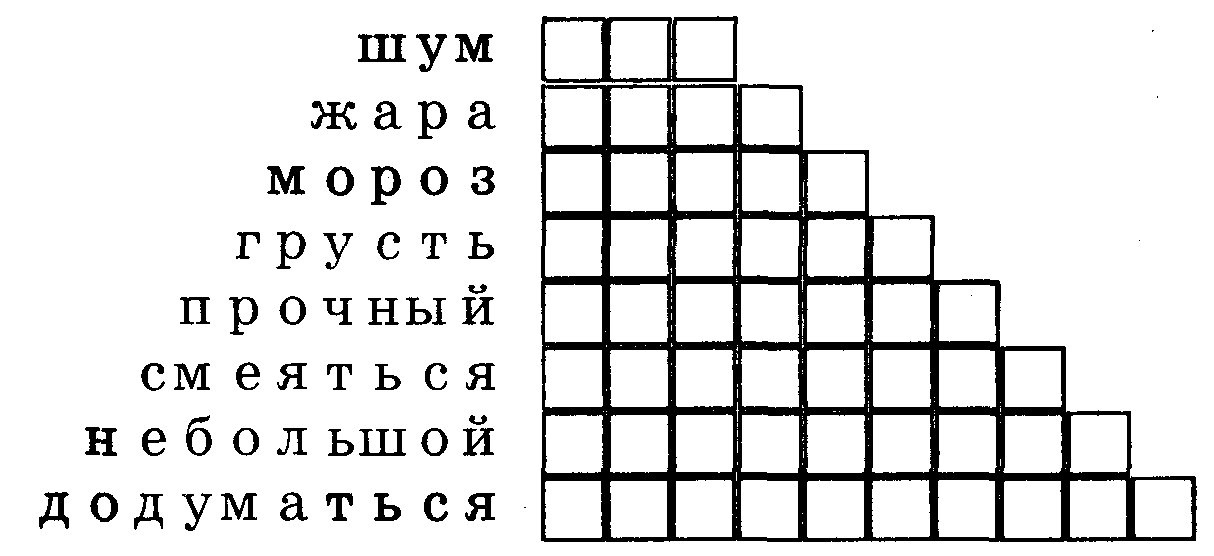 шум
жара
мороз
грусть
прочный
смеяться
небольшой
додуматься